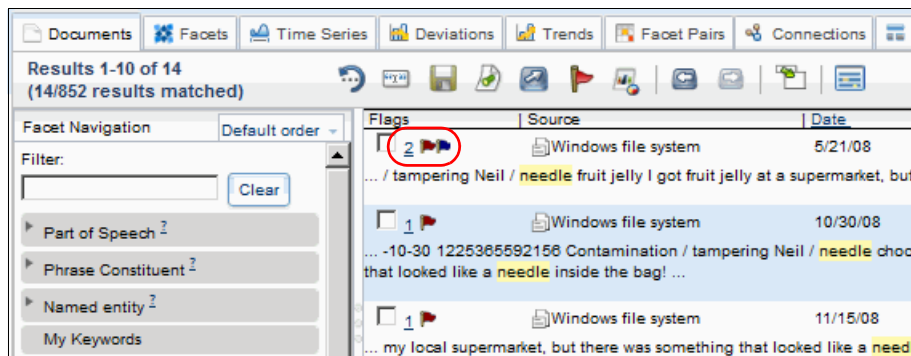 Documents Facets Time Series Deviations Trends Facet Pairs Connections
Results 1-10 of 14
(14/852 results matched)
Facet Navigation Default order
Filter:
Clear
Part of Speech ?
Phrase Constituent ?
Named entity ?
My Keywords
Flags Source Date
2 Windows file system 5/21/08
... / tampering Neil / needle fruit jelly I got fruit jelly at a supermarket, but
1 Windows file system 10/30/08
... -10-30 1225365592156 Contamination / tampering Neil / needle choc
that looked like a needle inside the bag! ...
1 Windows file system 11/15/08
... my local supermarket, but there was something that looked like a need